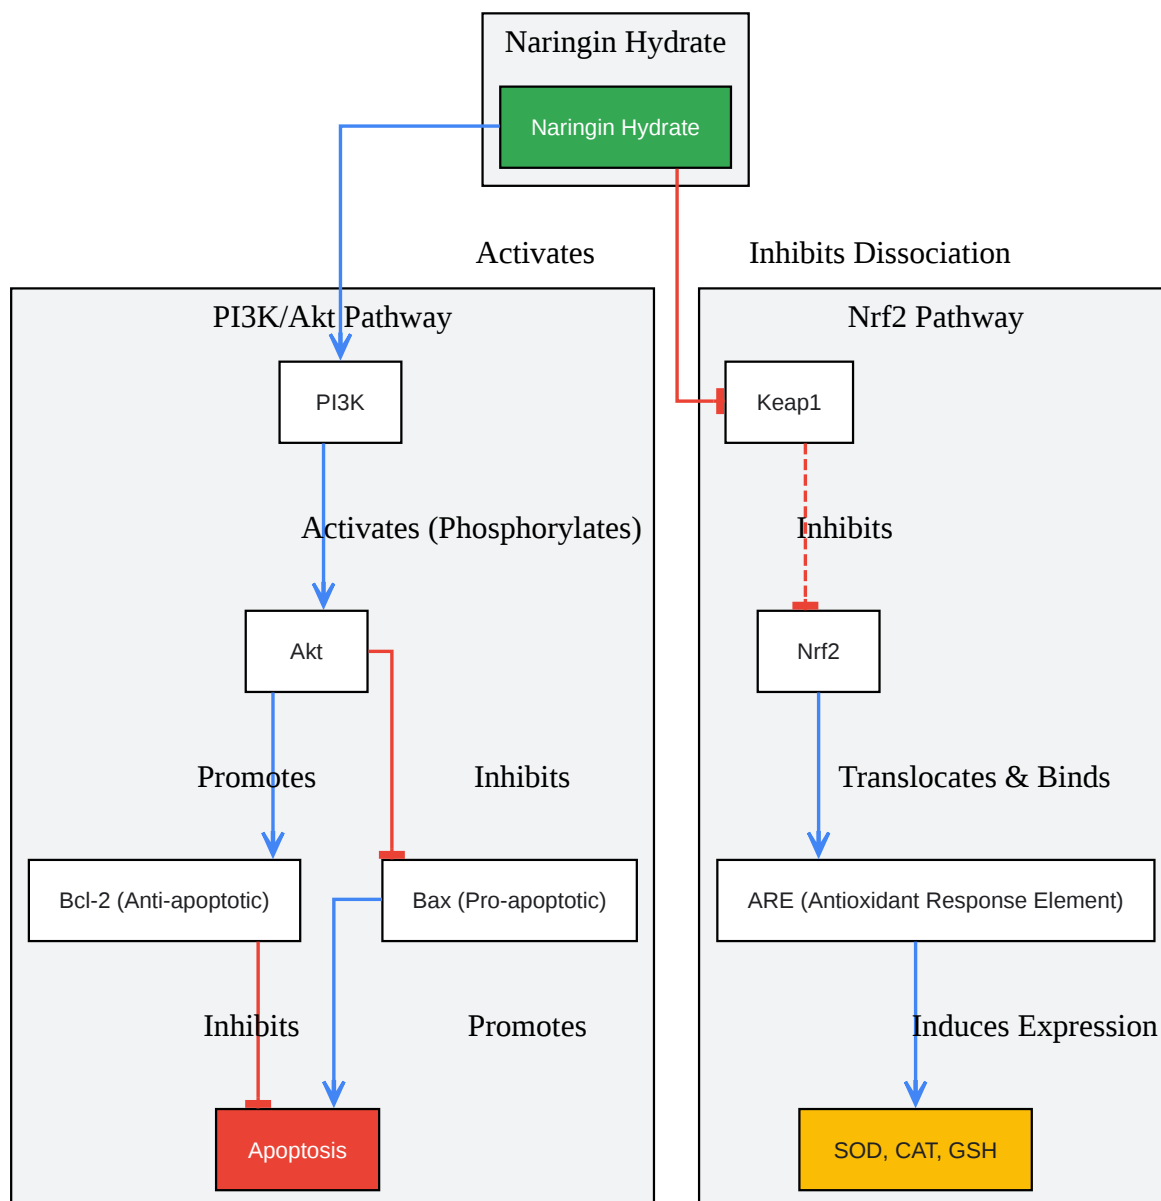 Naringin Hydrate
Naringin Hydrate
Activates
Inhibits Dissociation
PI3K/Akt Pathway
Nrf2 Pathway
PI3K
Keap1
Activates (Phosphorylates)
Inhibits
Akt
Nrf2
Promotes
Inhibits
Translocates & Binds
Bcl-2 (Anti-apoptotic)
Bax (Pro-apoptotic)
ARE (Antioxidant Response Element)
Inhibits
Promotes
Induces Expression
Apoptosis
SOD, CAT, GSH